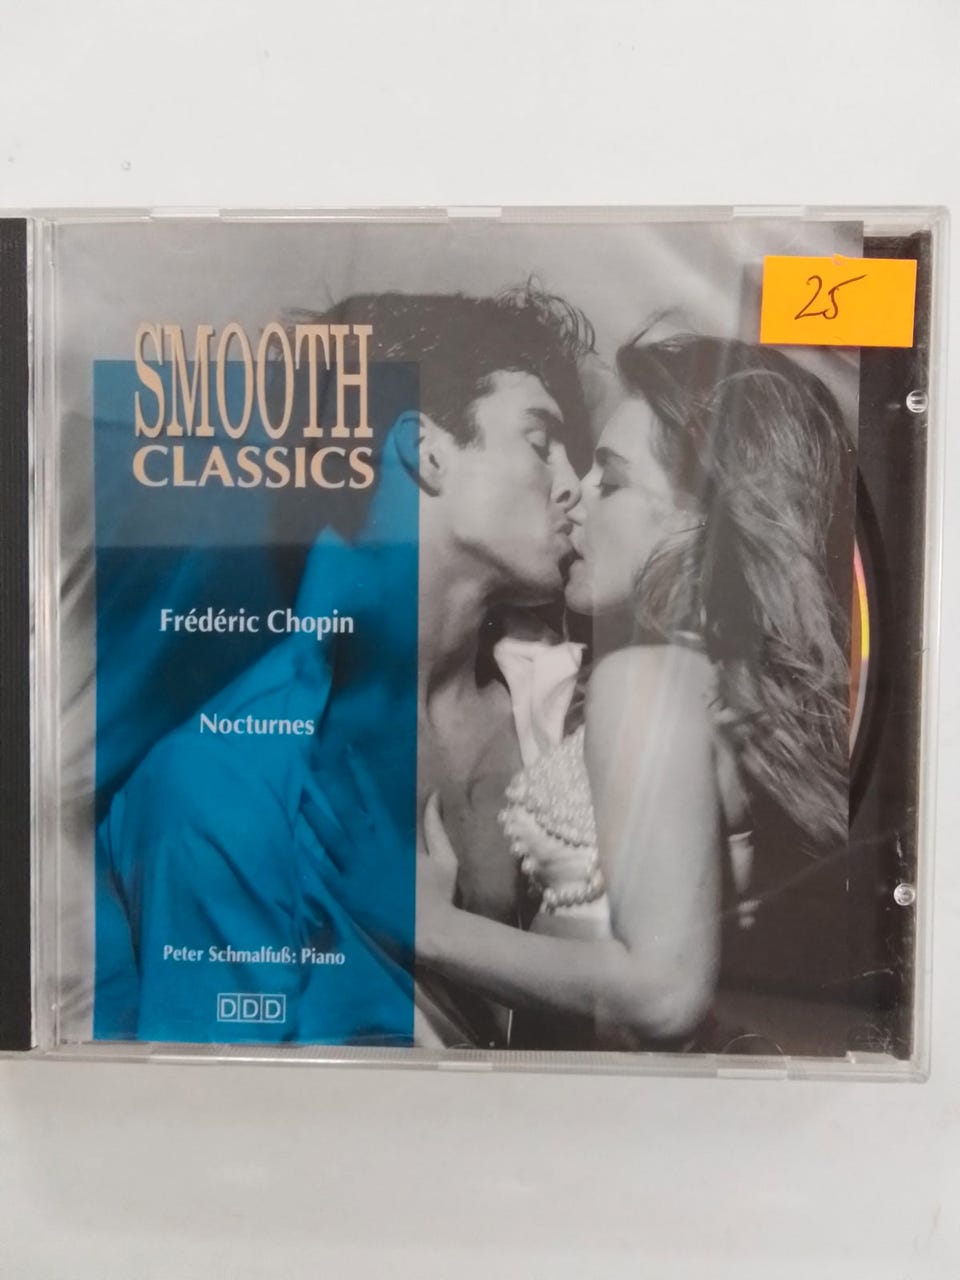 25
SMOOTH
CLASSICS
Frédéric Chopin
Nocturnes
Peter Schmalfuß: Piano
DDD